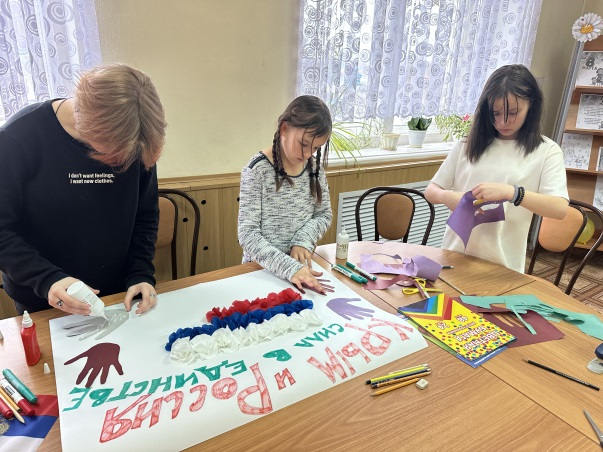 I don't want feelings,
I want new clothes.
СИЛА В ЕДИНСТВЕ
РОССИЯ И КРЫМ